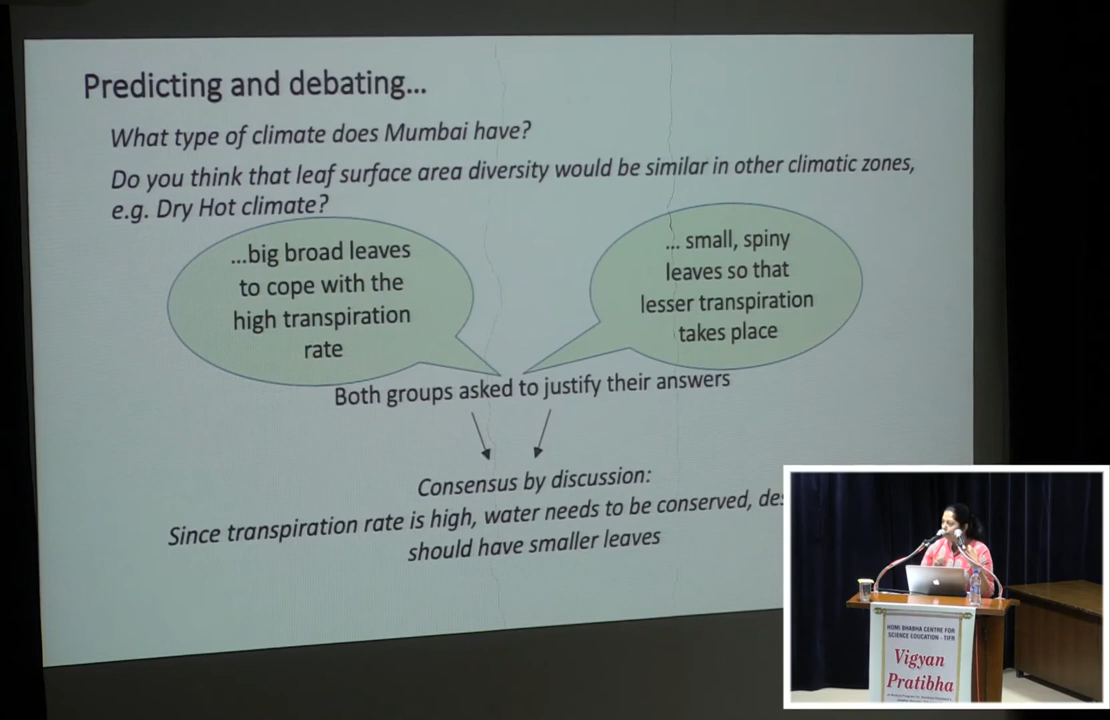 Predicting and debating...
What type of climate does Mumbai have?
Do you think that leaf surface area diversity would be similar in other climatic zones,
e.g. Dry Hot climate?
...big broad leaves
to cope with the
high transpiration
rate
... small, spiny
leaves so that
lesser transpiration
takes place
Both groups asked to justify their answers
Consensus by discussion:
Since transpiration rate is high, water needs to be conserved,
should have smaller leaves
HOMI BHABHA CENTRE FOR
SCIENCE EDUCATION - TIFR
Vigyan
Pratibha